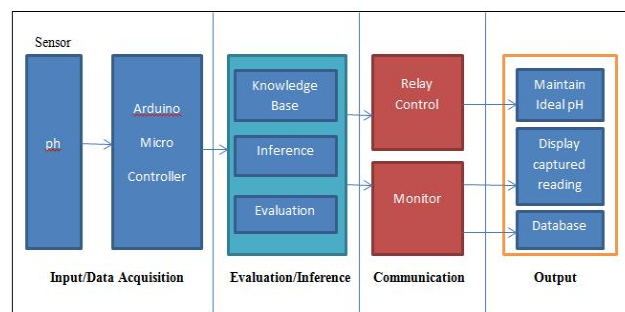 Sensor
ph
Arduino
Micro
Controller
Knowledge
Base
Inference
Evaluation
Relay
Control
Monitor
Maintain
Ideal pH
Display
captured
reading
Database
Input/Data Acquisition
Evaluation/Inference
Communication
Output